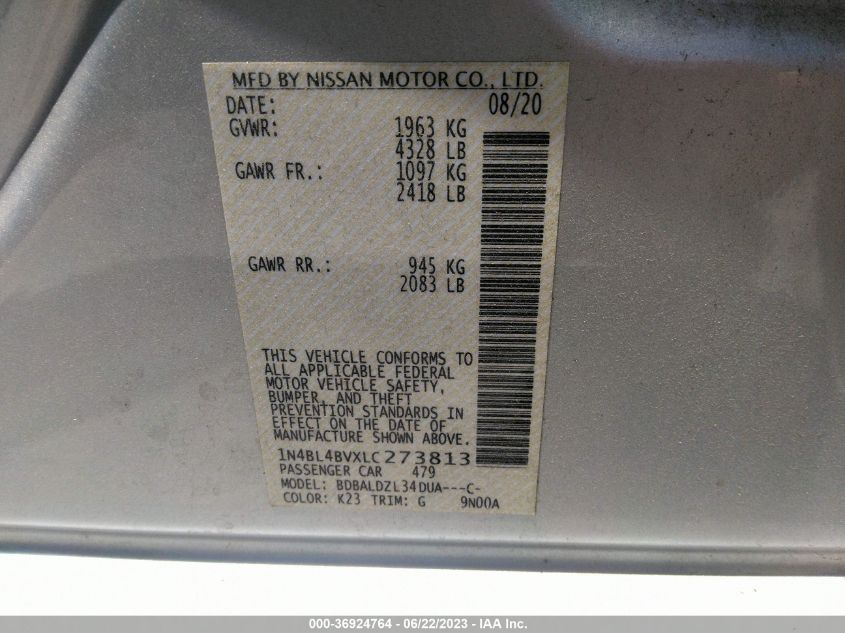 MFD BY NISSAN MOTOR CO., LTD.
DATE: 08/20
GVWR: 1963 KG
4328 LB
GAWR FR.: 1097 KG
2418 LB
GAWR RR.: 945 KG
2083 LB
THIS VEHICLE CONFORMS TO
ALL APPLICABLE FEDERAL
MOTOR VEHICLE SAFETY,
BUMPER, AND THEFT
PREVENTION STANDARDS IN
EFFECT ON THE DATE OF
MANUFACTURE SHOWN ABOVE.
1N4BL4BVXLC273813
PASSENGER CAR 479
MODEL: BDBALDZL34DUA---C-
COLOR: K23 TRIM: G 9N00A
000-36924764 - 06/22/2023 - IAA Inc.